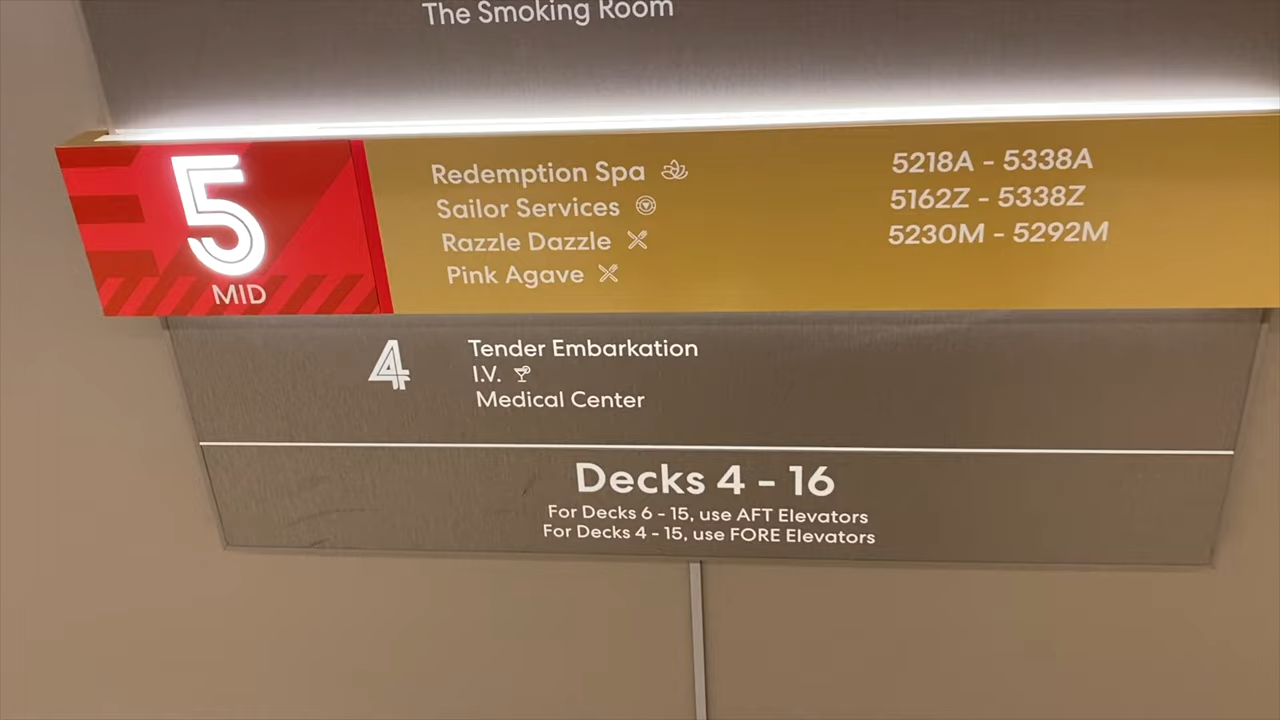 The Smoking Room
5
MID
Redemption Spa
Sailor Services
Razzle Dazzle
Pink Agave
5218A - 5338A
5162Z - 5338Z
5230M - 5292M
4
Tender Embarkation
I.V.
Medical Center
Decks 4 - 16
For Decks 6 - 15, use AFT Elevators
For Decks 4 - 15, use FORE Elevators